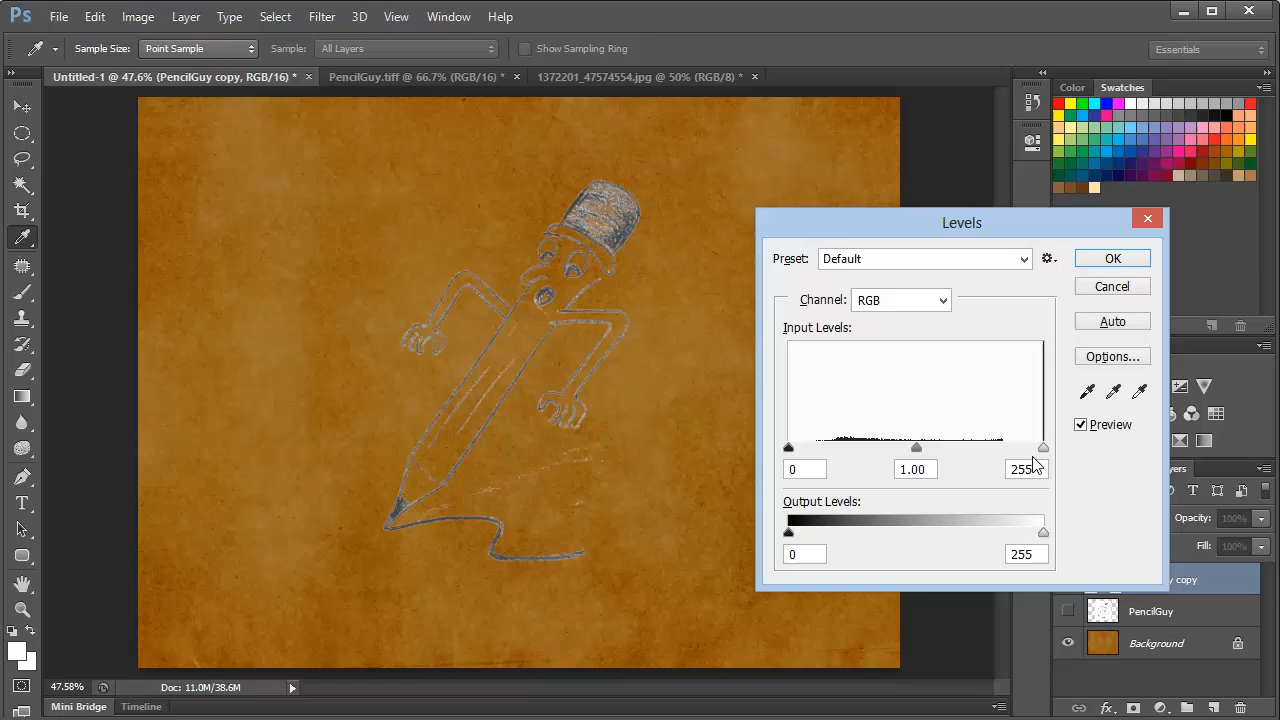 Ps File Edit Image Layer Type Select Filter 3D View Window Help
Sample Size: Point Sample Sample: All Layers Show Sampling Ring Essentials
Untitled-1 @ 47.6% (PencilGuy copy, RGB/16) * × PencilGuy.tiff @ 66.7% (RGB/16) * × 1372201_47574554.jpg @ 50% (RGB/8) * ×
Color Swatches
Levels
Preset: Default OK
Channel: RGB Cancel
Input Levels: Auto
Options...
Preview
0 1.00 255
Output Levels:
0 255
Opacity: 100%
Fill: 100%
copy
PencilGuy
Background
47.58% Doc: 11.0M/38.6M
Mini Bridge Timeline